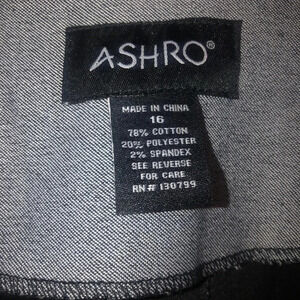 ASHRO®
MADE IN CHINA
16
78% COTTON
20% POLYESTER
2% SPANDEX
SEE REVERSE
FOR CARE
RN# 130799